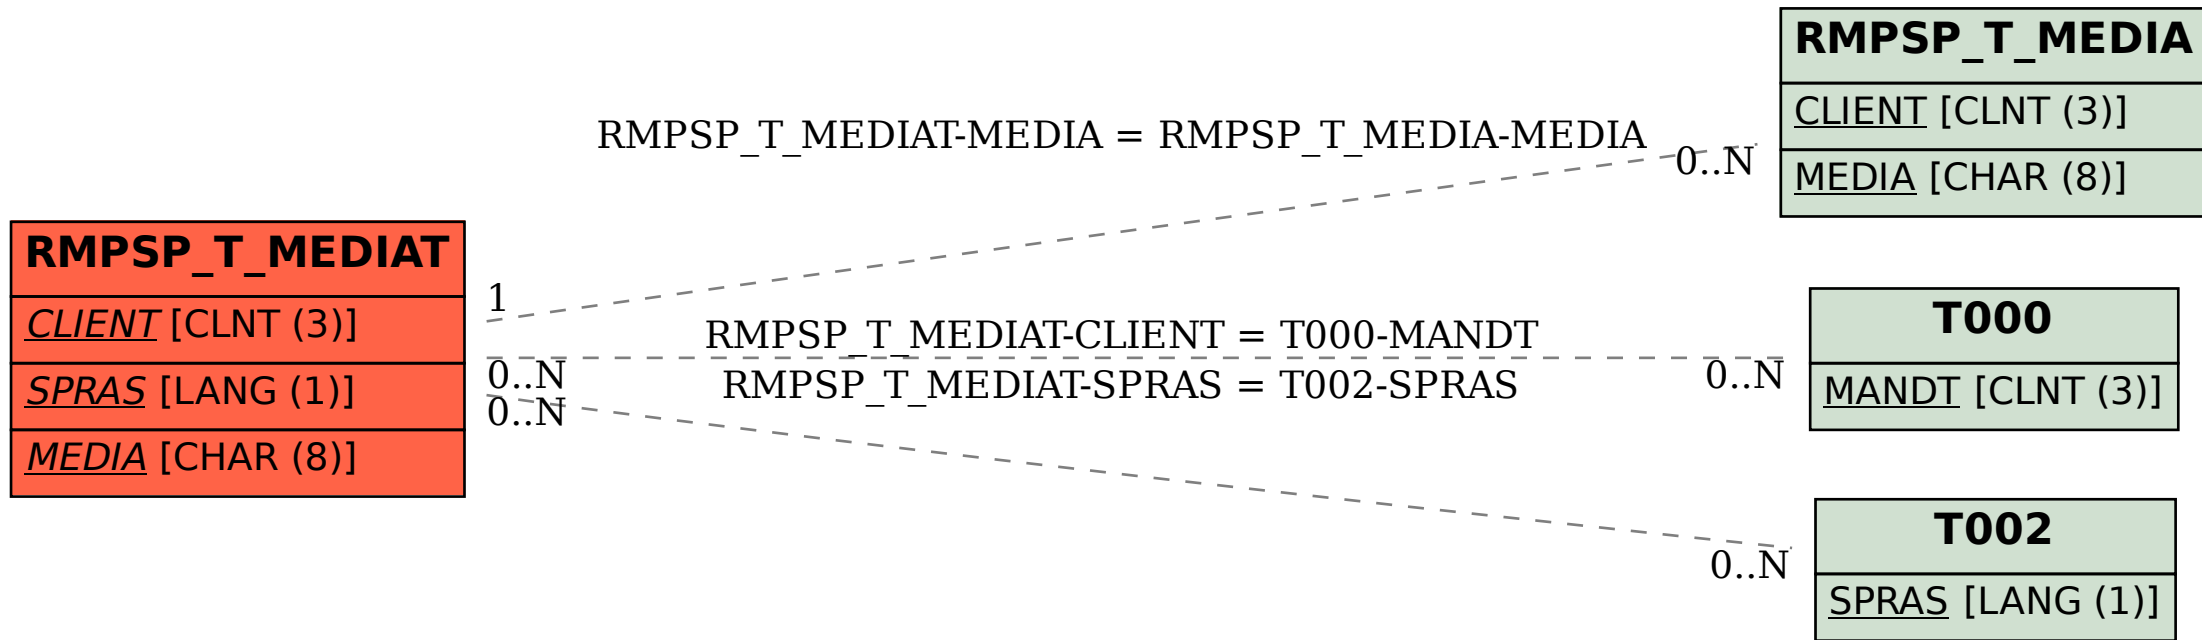 RMPSP_T_MEDIAT
CLIENT [CLNT (3)]
SPRAS [LANG (1)]
MEDIA [CHAR (8)]
RMPSP_T_MEDIAT-MEDIA = RMPSP_T_MEDIA-MEDIA
1
0..N
RMPSP_T_MEDIAT-CLIENT = T000-MANDT
0..N
0..N
RMPSP_T_MEDIAT-SPRAS = T002-SPRAS
0..N
0..N
RMPSP_T_MEDIA
CLIENT [CLNT (3)]
MEDIA [CHAR (8)]
T000
MANDT [CLNT (3)]
T002
SPRAS [LANG (1)]